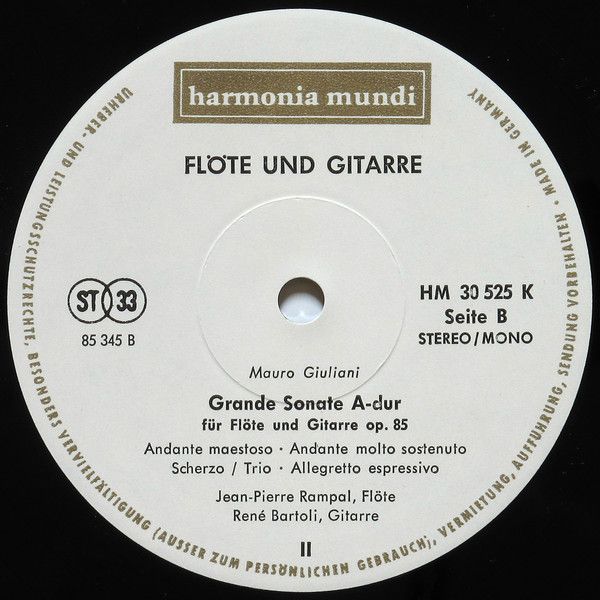 harmonia mundi
FLÖTE UND GITARRE
ST 33
85 345 B
HM 30 525 K
Seite B
STEREO/MONO
Mauro Giuliani
Grande Sonate A-dur
für Flöte und Gitarre op. 85
Andante maestoso · Andante molto sostenuto
Scherzo / Trio · Allegretto espressivo
Jean-Pierre Rampal, Flöte
René Bartoli, Gitarre
II
URHEBER- UND LEISTUNGSSCHUTZRECHTE, BESONDERS VERVIELFÄLTIGUNG (AUSSER ZUM PERSÖNLICHEN GEBRAUCH), VERMIETUNG, AUFFÜHRUNG, SENDUNG VORBEHALTEN · MADE IN GERMANY